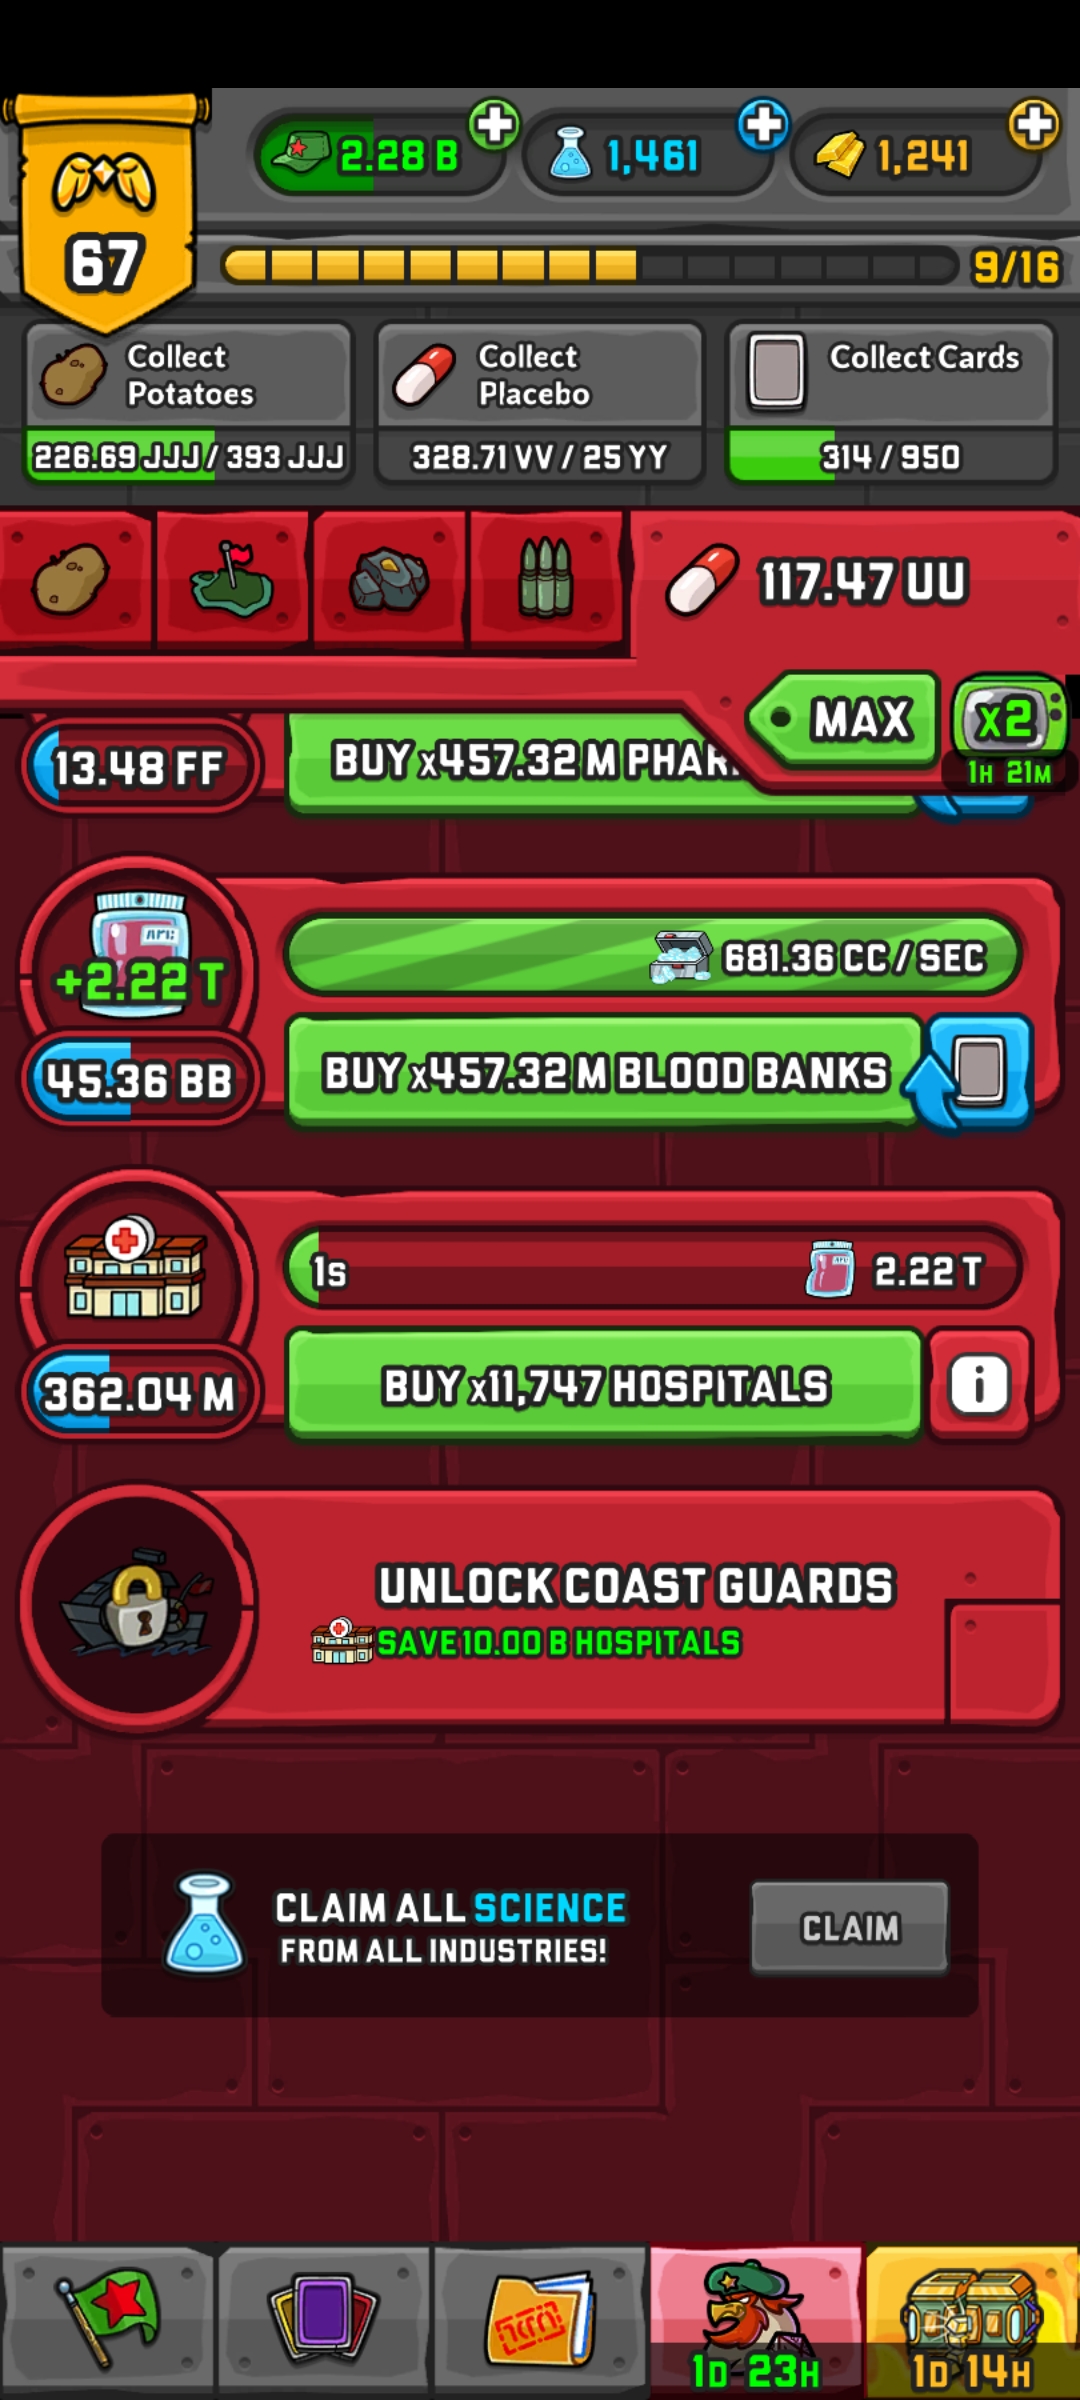 67
2.28 B
1,461
1,241
9/16
Collect
Potatoes
226.69 JJJ / 393 JJJ
Collect
Placebo
328.71 VV / 25 YY
Collect Cards
314 / 950
117.47 UU
MAX
x2
1H 21M
13.48 FF
BUY x457.32 M PHAR
+2.22 T
681.36 CC / SEC
45.36 BB
BUY x457.32 M BLOOD BANKS
1s
2.22 T
362.04 M
BUY x11,747 HOSPITALS
i
UNLOCK COAST GUARDS
SAVE 10.00 B HOSPITALS
CLAIM ALL SCIENCE
FROM ALL INDUSTRIES!
CLAIM
1D 23H
1D 14H